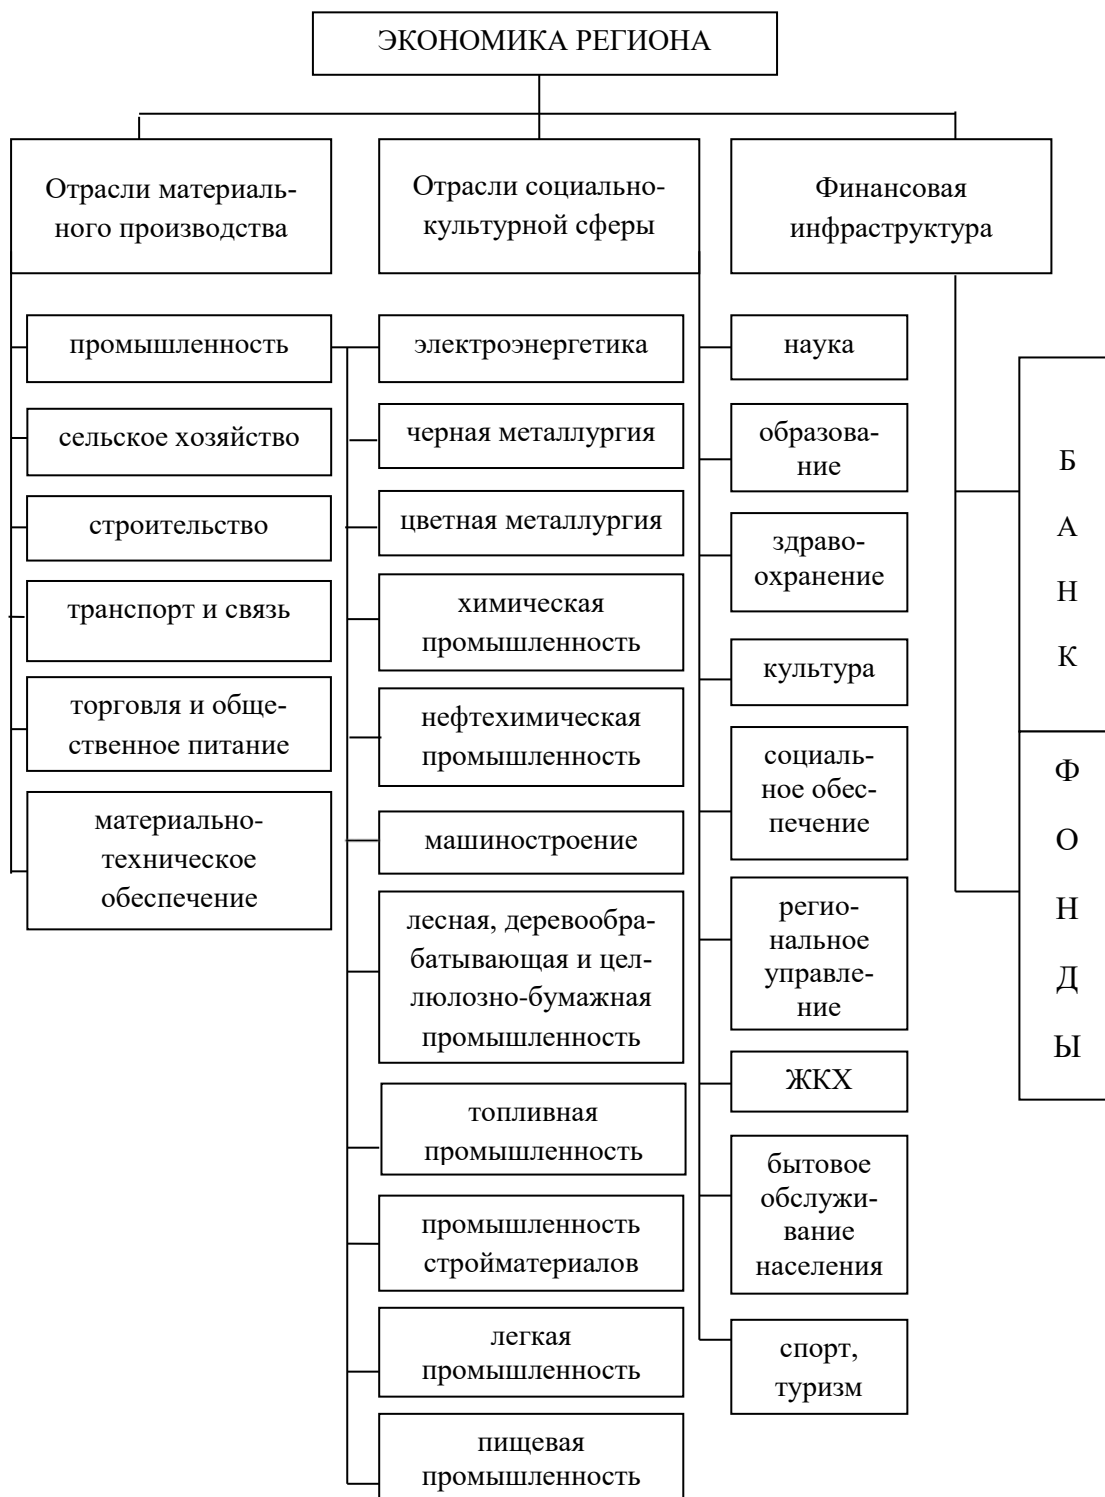 ЭКОНОМИКА РЕГИОНА
Отрасли материаль-
ного производства
Отрасли социально-
культурной сферы
Финансовая
инфраструктура
промышленность
сельское хозяйство
строительство
транспорт и связь
торговля и обще-
ственное питание
материально-
техническое
обеспечение
электроэнергетика
черная металлургия
цветная металлургия
химическая
промышленность
нефтехимическая
промышленность
машиностроение
лесная, деревообра-
батывающая и цел-
люлозно-бумажная
промышленность
топливная
промышленность
промышленность
стройматериалов
легкая
промышленность
пищевая
промышленность
наука
образова-
ние
здраво-
охранение
культура
социаль-
ное обес-
печение
регио-
нальное
управле-
ние
ЖКХ
бытовое
обслужи-
вание
населения
спорт,
туризм
Б
А
Н
К
Ф
О
Н
Д
Ы